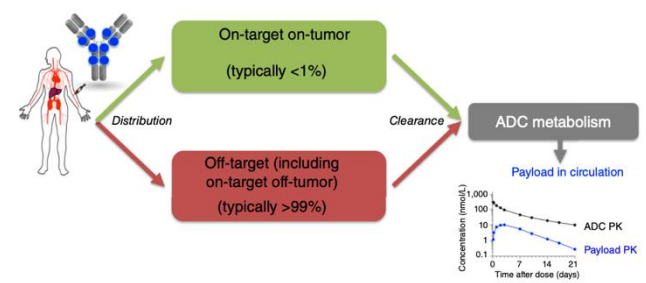 On-target on-tumor
(typically <1%)
Distribution
Clearance
ADC metabolism
Off-target (including
on-target off-tumor)
(typically >99%)
Payload in circulation
Concentration (nmol/L)
1,000
100
10
1
0.1
ADC PK
Payload PK
0 7 14 21
Time after dose (days)